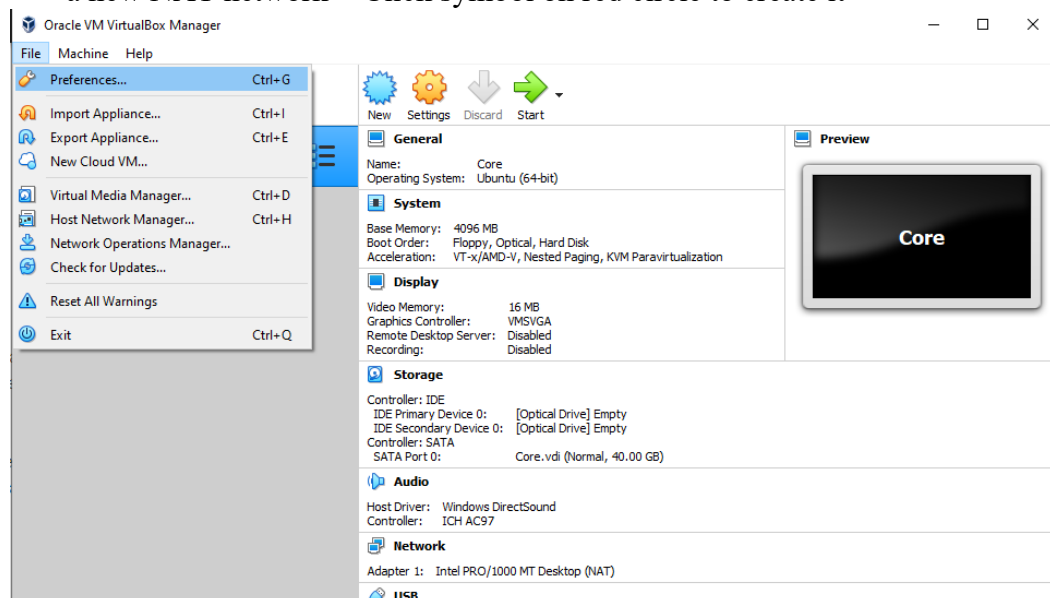 Oracle VM VirtualBox Manager
File Machine Help
Preferences... Ctrl+G
Import Appliance... Ctrl+I
Export Appliance... Ctrl+E
New Cloud VM...
Virtual Media Manager... Ctrl+D
Host Network Manager... Ctrl+H
Network Operations Manager...
Check for Updates...
Reset All Warnings
Exit Ctrl+Q
New Settings Discard Start
General
Name: Core
Operating System: Ubuntu (64-bit)
System
Base Memory: 4096 MB
Boot Order: Floppy, Optical, Hard Disk
Acceleration: VT-x/AMD-V, Nested Paging, KVM Paravirtualization
Display
Video Memory: 16 MB
Graphics Controller: VMSVGA
Remote Desktop Server: Disabled
Recording: Disabled
Storage
Controller: IDE
IDE Primary Device 0: [Optical Drive] Empty
IDE Secondary Device 0: [Optical Drive] Empty
Controller: SATA
SATA Port 0: Core.vdi (Normal, 40.00 GB)
Audio
Host Driver: Windows DirectSound
Controller: ICH AC97
Network
Adapter 1: Intel PRO/1000 MT Desktop (NAT)
USB
Preview
Core